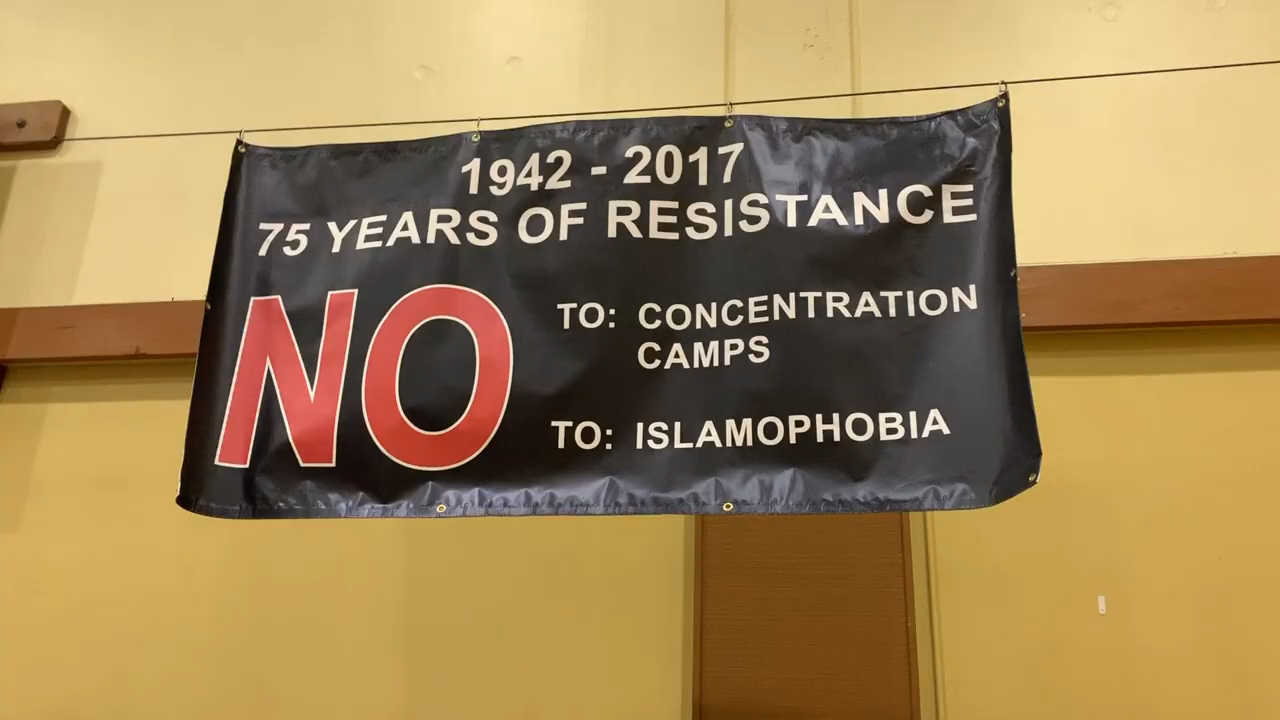 1942 - 2017
75 YEARS OF RESISTANCE
NO
TO: CONCENTRATION
CAMPS
TO: ISLAMOPHOBIA